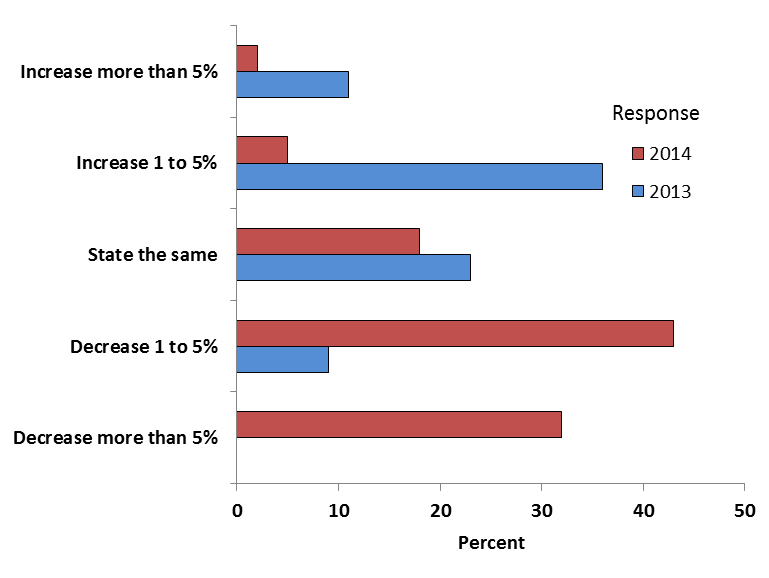 Increase more than 5%
Increase 1 to 5%
State the same
Decrease 1 to 5%
Decrease more than 5%
Response
2014
2013
0 10 20 30 40 50
Percent